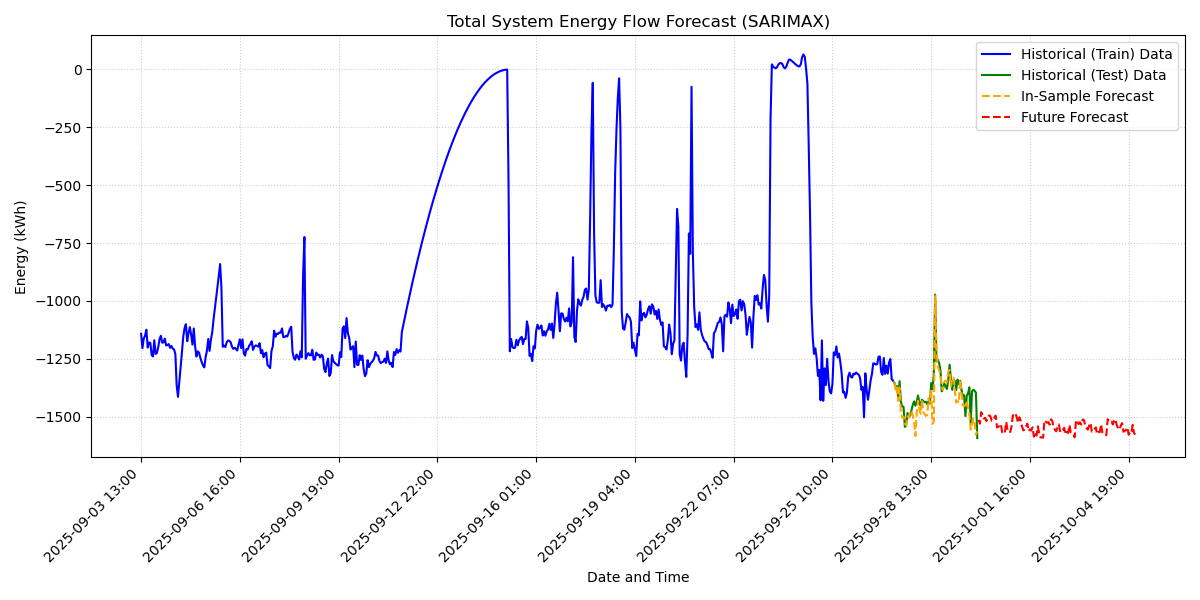 Total System Energy Flow Forecast (SARIMAX)
Energy (kWh)
0
−250
−500
−750
−1000
−1250
−1500
Historical (Train) Data
Historical (Test) Data
In-Sample Forecast
Future Forecast
2025-09-03 13:00
2025-09-06 16:00
2025-09-09 19:00
2025-09-12 22:00
2025-09-16 01:00
2025-09-19 04:00
2025-09-22 07:00
2025-09-25 10:00
2025-09-28 13:00
2025-10-01 16:00
2025-10-04 19:00
Date and Time